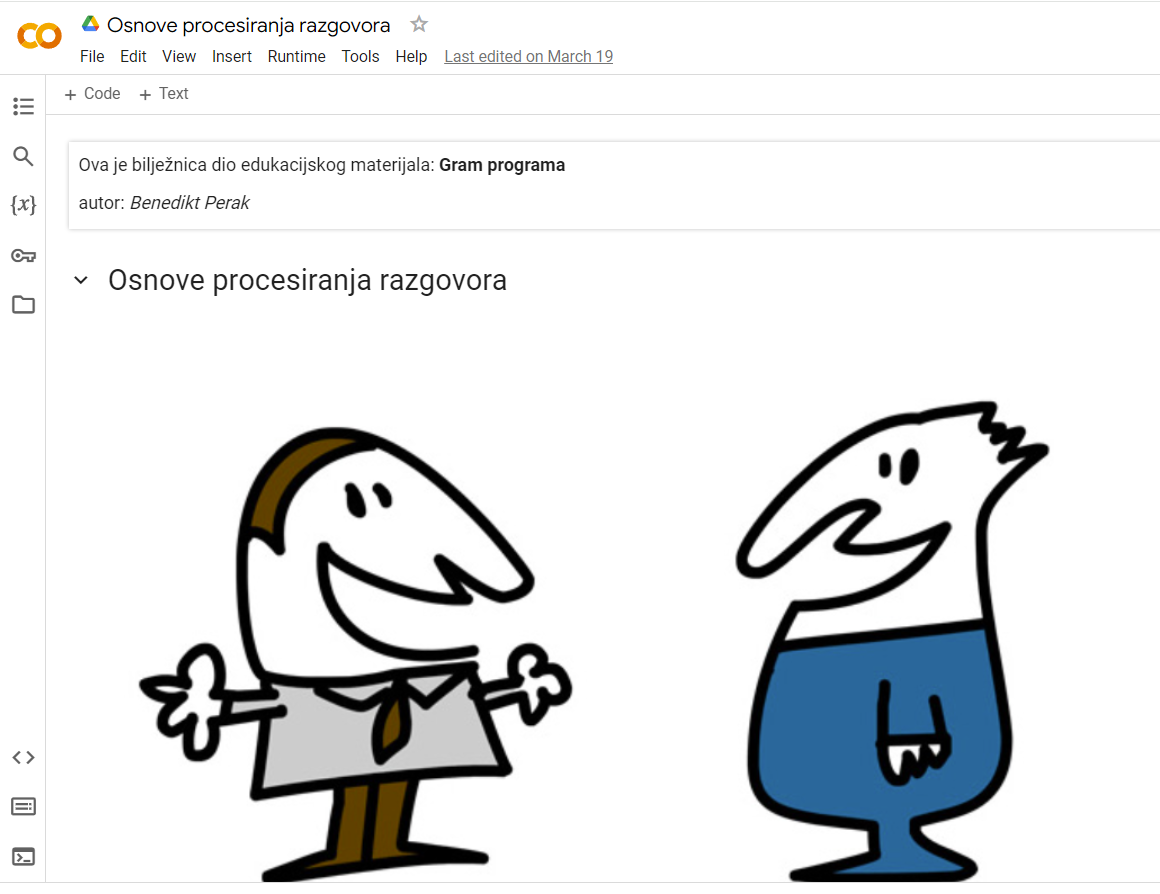 Osnove procesiranja razgovora
File Edit View Insert Runtime Tools Help Last edited on March 19
+ Code + Text
Ova je bilježnica dio edukacijskog materijala: Gram programa
autor: Benedikt Perak
Osnove procesiranja razgovora